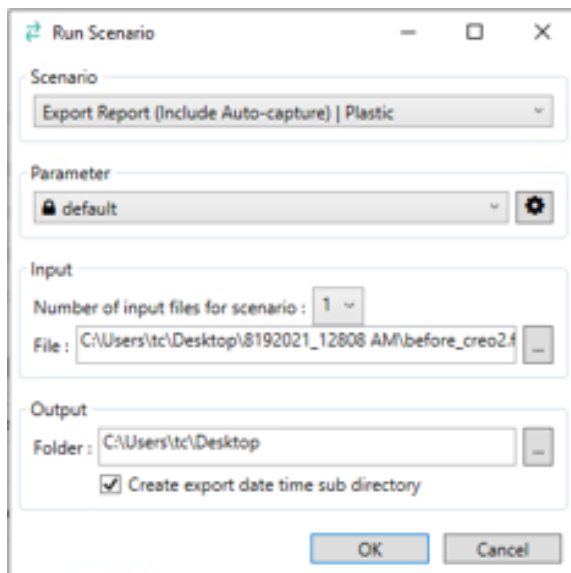 Run Scenario
Scenario
Export Report (Include Auto-capture) | Plastic
Parameter
default
Input
Number of input files for scenario : 1
File : C:\Users\tc\Desktop\8192021_12808 AM\before_creo2.f
...
Output
Folder : C:\Users\tc\Desktop
...
Create export date time sub directory
OK Cancel